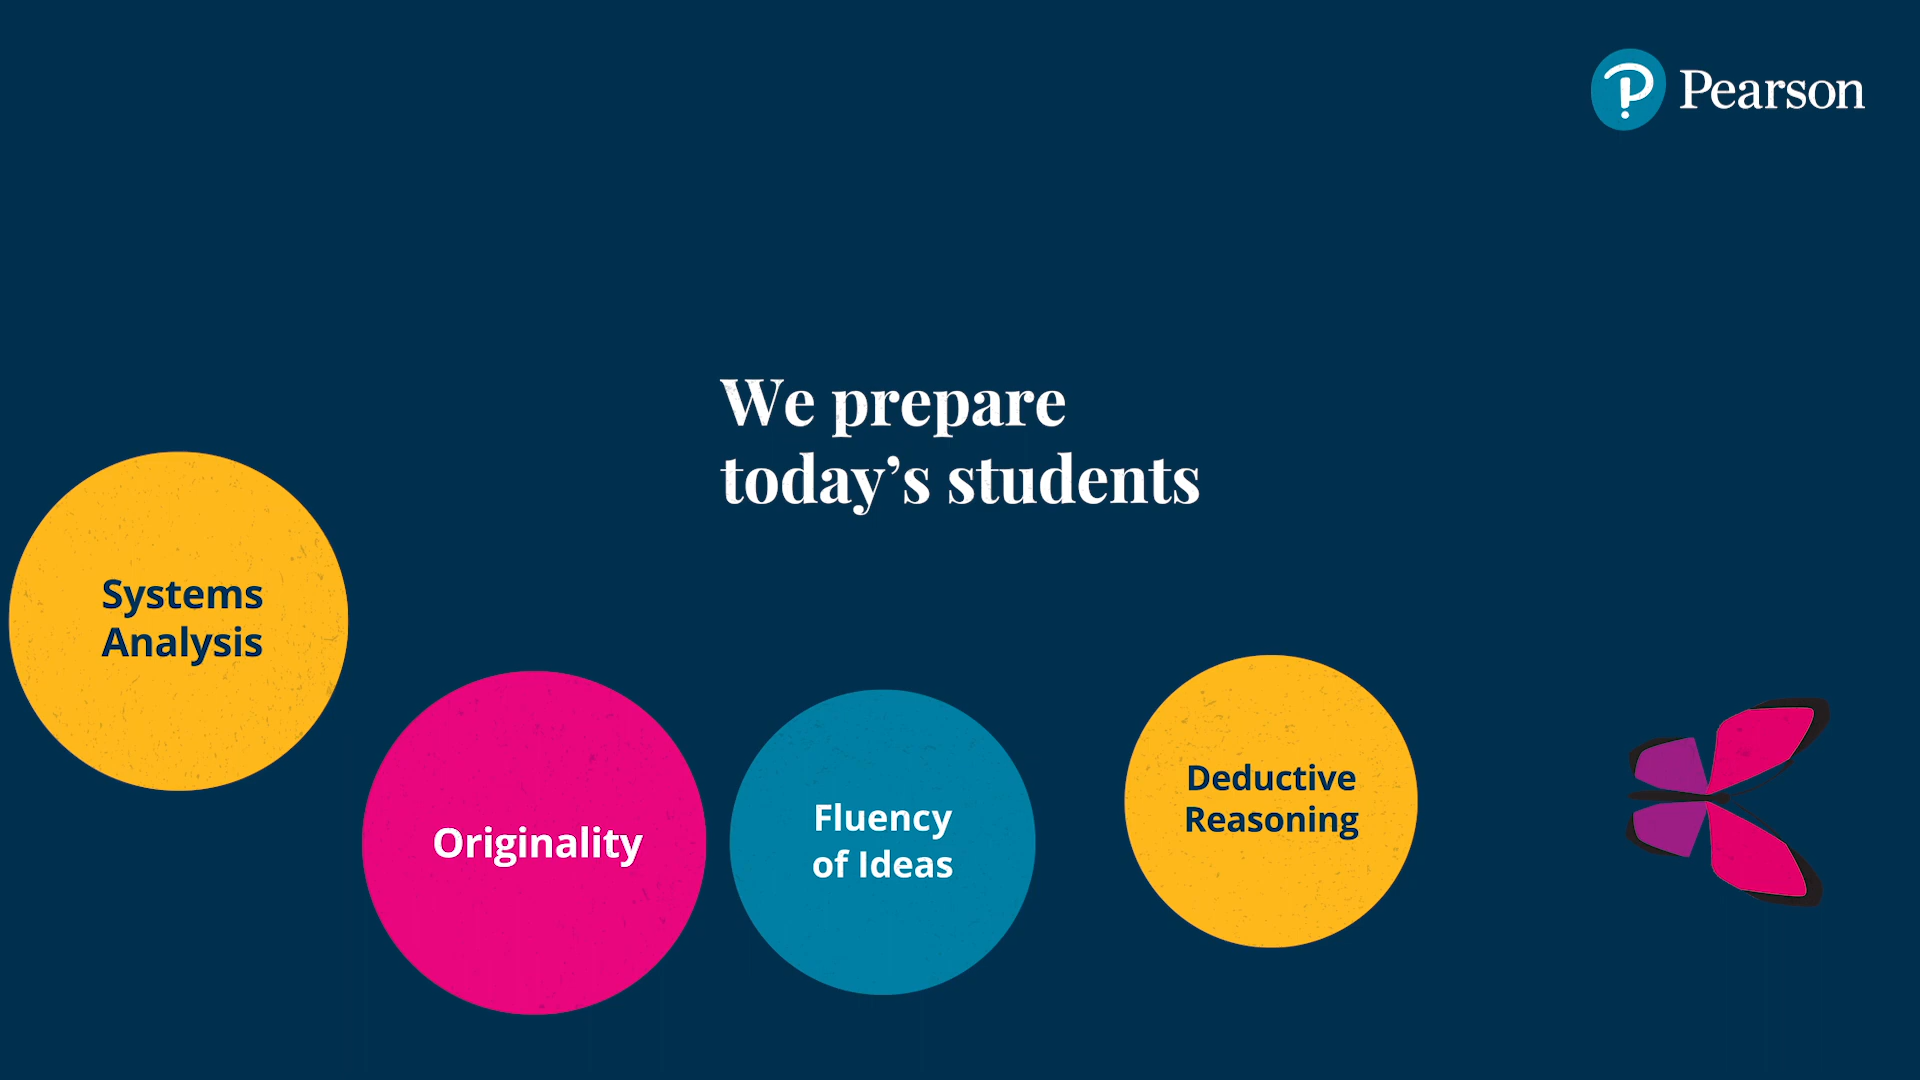 Pearson
We prepare
today’s students
Systems
Analysis
Originality
Fluency
of Ideas
Deductive
Reasoning